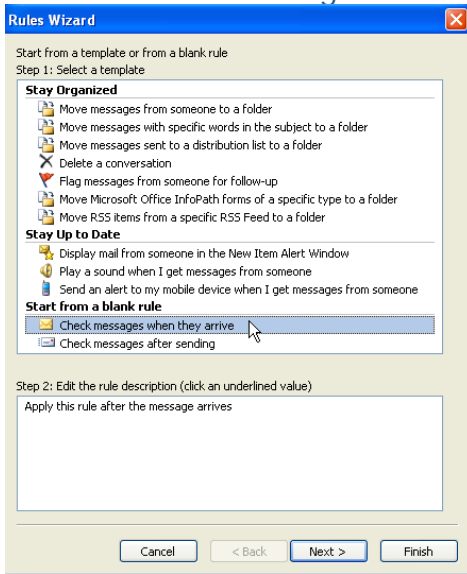 Rules Wizard
Start from a template or from a blank rule
Step 1: Select a template
Stay Organized
Move messages from someone to a folder
Move messages with specific words in the subject to a folder
Move messages sent to a distribution list to a folder
Delete a conversation
Flag messages from someone for follow-up
Move Microsoft Office InfoPath forms of a specific type to a folder
Move RSS items from a specific RSS Feed to a folder
Stay Up to Date
Display mail from someone in the New Item Alert Window
Play a sound when I get messages from someone
Send an alert to my mobile device when I get messages from someone
Start from a blank rule
Check messages when they arrive
Check messages after sending
Step 2: Edit the rule description (click an underlined value)
Apply this rule after the message arrives
Cancel < Back Next > Finish